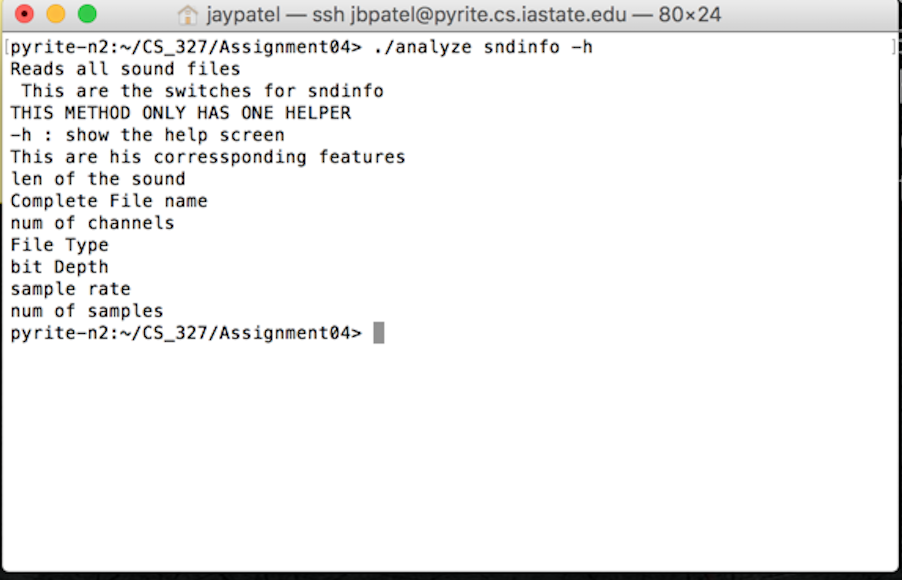 jaypatel — ssh jbpatel@pyrite.cs.iastate.edu — 80×24
[pyrite-n2:~/CS_327/Assignment04> ./analyze sndinfo -h ]
Reads all sound files
 This are the switches for sndinfo
THIS METHOD ONLY HAS ONE HELPER
-h : show the help screen
This are his corressponding features
len of the sound
Complete File name
num of channels
File Type
bit Depth
sample rate
num of samples
pyrite-n2:~/CS_327/Assignment04>